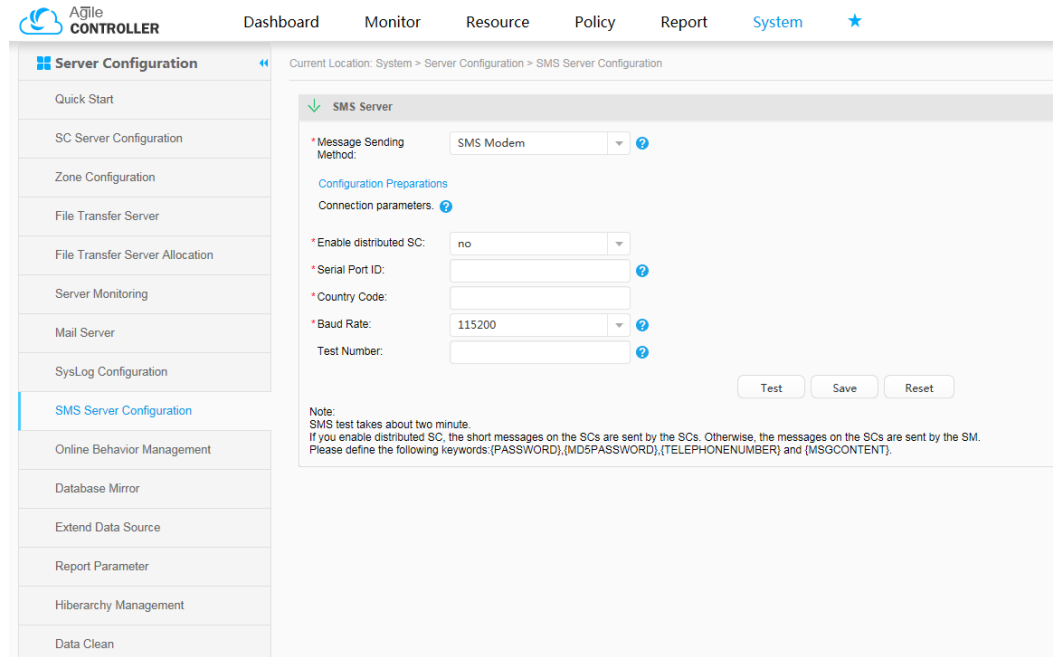 Agile
CONTROLLER
Dashboard Monitor Resource Policy Report System
Server Configuration
Current Location: System > Server Configuration > SMS Server Configuration
Quick Start
SC Server Configuration
Zone Configuration
File Transfer Server
File Transfer Server Allocation
Server Monitoring
Mail Server
SysLog Configuration
SMS Server Configuration
Online Behavior Management
Database Mirror
Extend Data Source
Report Parameter
Hiberarchy Management
Data Clean
SMS Server
*Message Sending
Method:
SMS Modem
Configuration Preparations
Connection parameters.
*Enable distributed SC: no
*Serial Port ID:
*Country Code:
*Baud Rate: 115200
Test Number:
Test Save Reset
Note:
SMS test takes about two minute.
If you enable distributed SC, the short messages on the SCs are sent by the SCs. Otherwise, the messages on the SCs are sent by the SM.
Please define the following keywords:{PASSWORD},{MD5PASSWORD},{TELEPHONENUMBER} and {MSGCONTENT}.